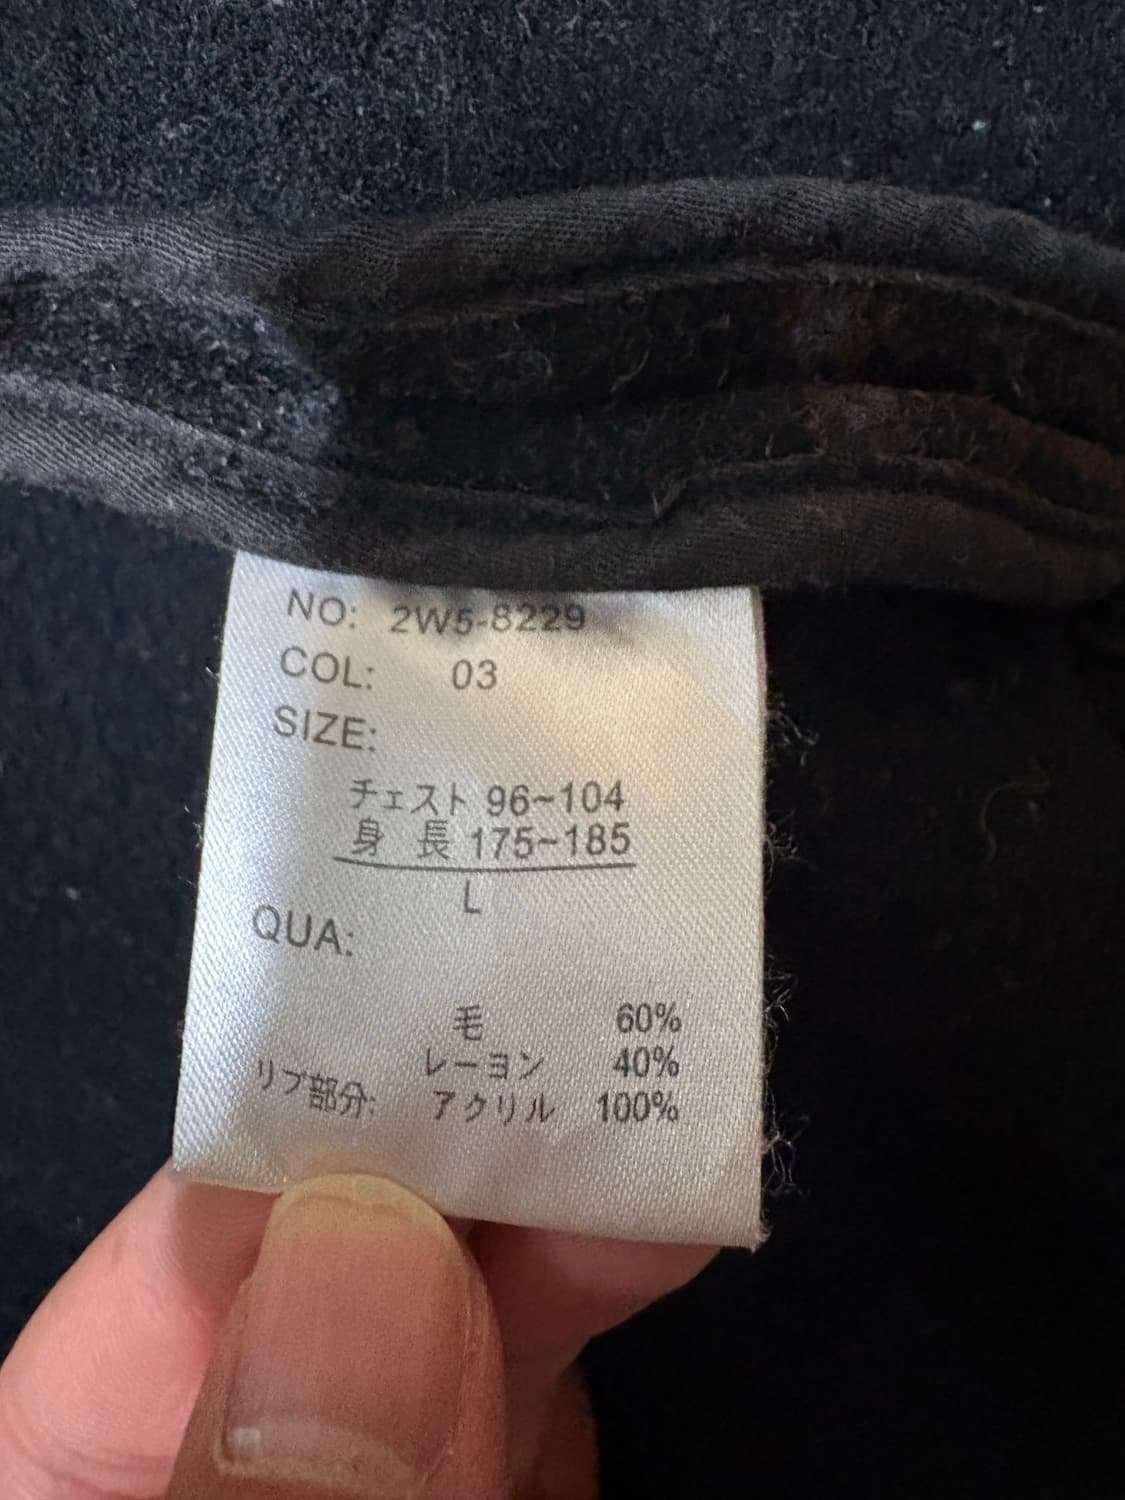 NO: 2W5-8229
COL: 03
SIZE:
チェスト 96~104
身 長 175~185
L
QUA:
毛 60%
レーヨン 40%
リブ部分: アクリル 100%